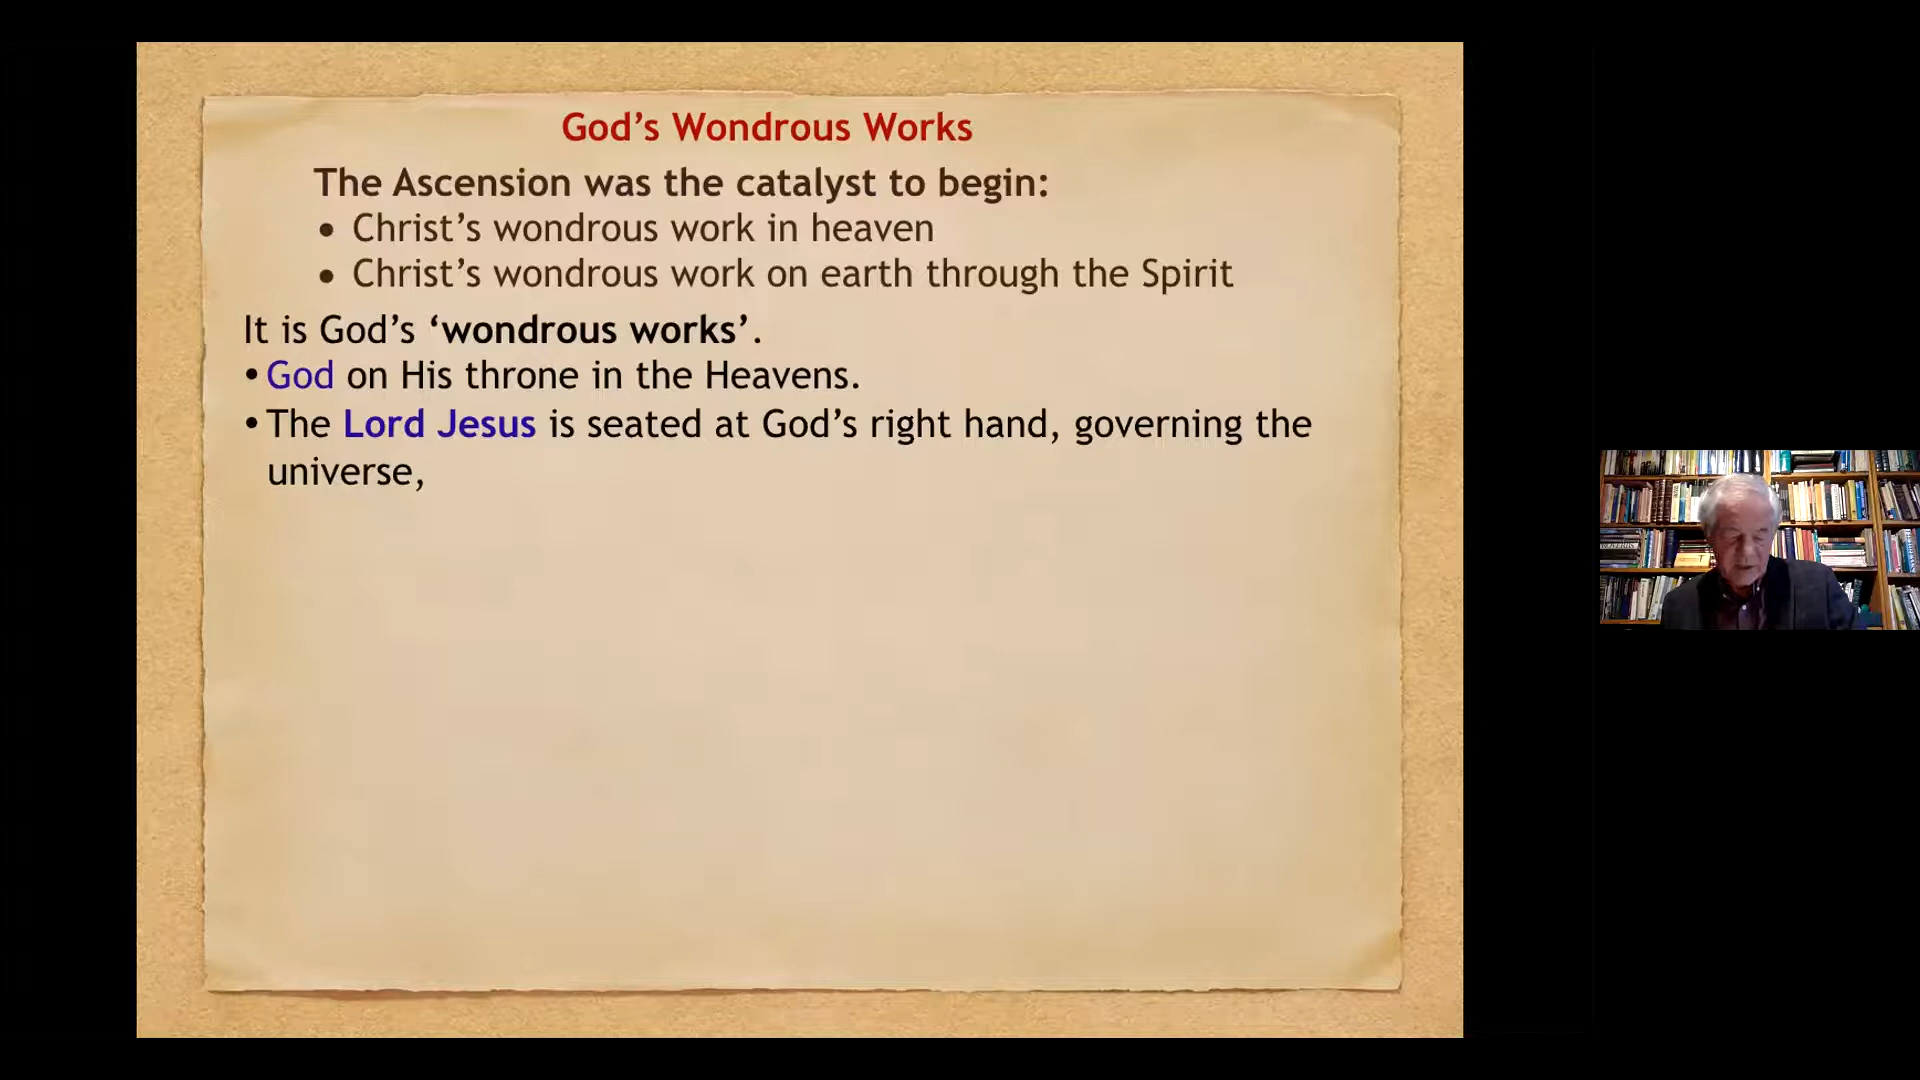 God’s Wondrous Works
The Ascension was the catalyst to begin:
• Christ’s wondrous work in heaven
• Christ’s wondrous work on earth through the Spirit
It is God’s ‘wondrous works’.
• God on His throne in the Heavens.
• The Lord Jesus is seated at God’s right hand, governing the
universe,